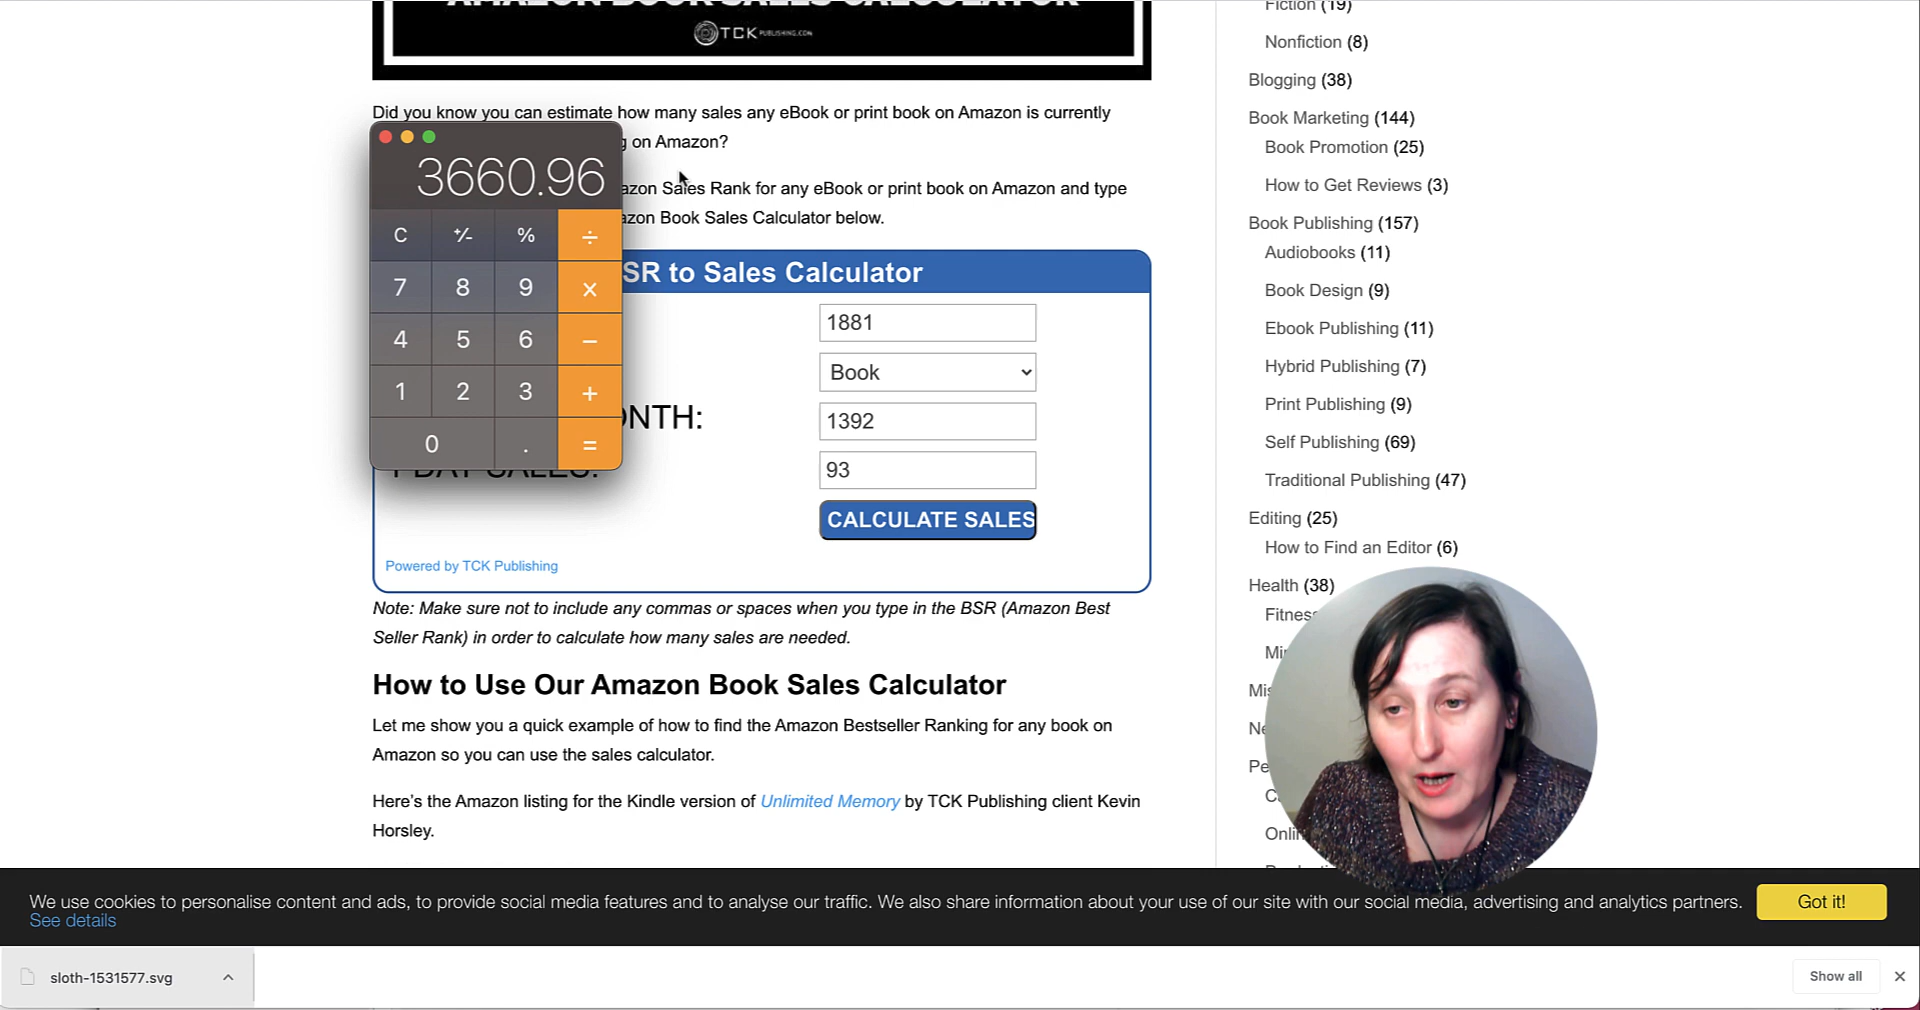 AMAZON BOOK SALES CALCULATOR
TCK PUBLISHING.COM
Did you know you can estimate how many sales any eBook or print book on Amazon is currently
g on Amazon?
azon Sales Rank for any eBook or print book on Amazon and type
azon Book Sales Calculator below.
3660.96
C +/- % ÷
7 8 9 x
4 5 6 −
1 2 3 +
0 . =
SR to Sales Calculator
1881
Book
ONTH:
1392
1 DAY SALES:
93
CALCULATE SALES
Powered by TCK Publishing
Note: Make sure not to include any commas or spaces when you type in the BSR (Amazon Best
Seller Rank) in order to calculate how many sales are needed.
How to Use Our Amazon Book Sales Calculator
Let me show you a quick example of how to find the Amazon Bestseller Ranking for any book on
Amazon so you can use the sales calculator.
Here's the Amazon listing for the Kindle version of Unlimited Memory by TCK Publishing client Kevin
Horsley.
Fiction (19)
Nonfiction (8)
Blogging (38)
Book Marketing (144)
Book Promotion (25)
How to Get Reviews (3)
Book Publishing (157)
Audiobooks (11)
Book Design (9)
Ebook Publishing (11)
Hybrid Publishing (7)
Print Publishing (9)
Self Publishing (69)
Traditional Publishing (47)
Editing (25)
How to Find an Editor (6)
Health (38)
Fitness
We use cookies to personalise content and ads, to provide social media features and to analyse our traffic. We also share information about your use of our site with our social media, advertising and analytics partners.
See details
Got it!
sloth-1531577.svg
Show all